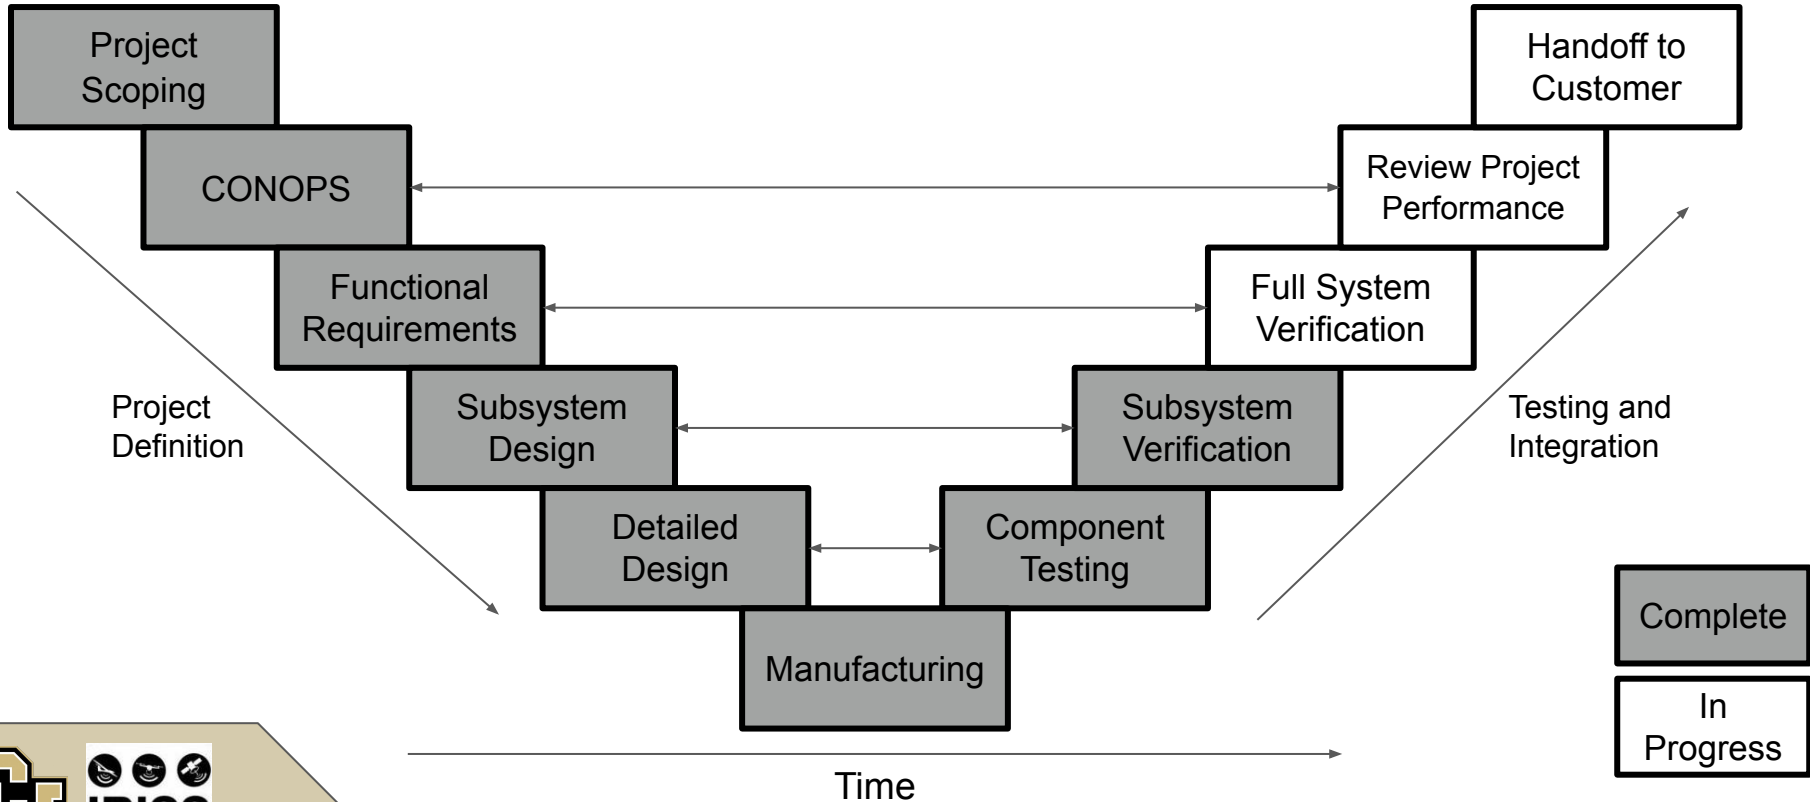 Project
Scoping
Handoff to
Customer
CONOPS
Review Project
Performance
Functional
Requirements
Full System
Verification
Project
Definition
Subsystem
Design
Subsystem
Verification
Testing and
Integration
Detailed
Design
Component
Testing
Complete
Manufacturing
In
Progress
Time